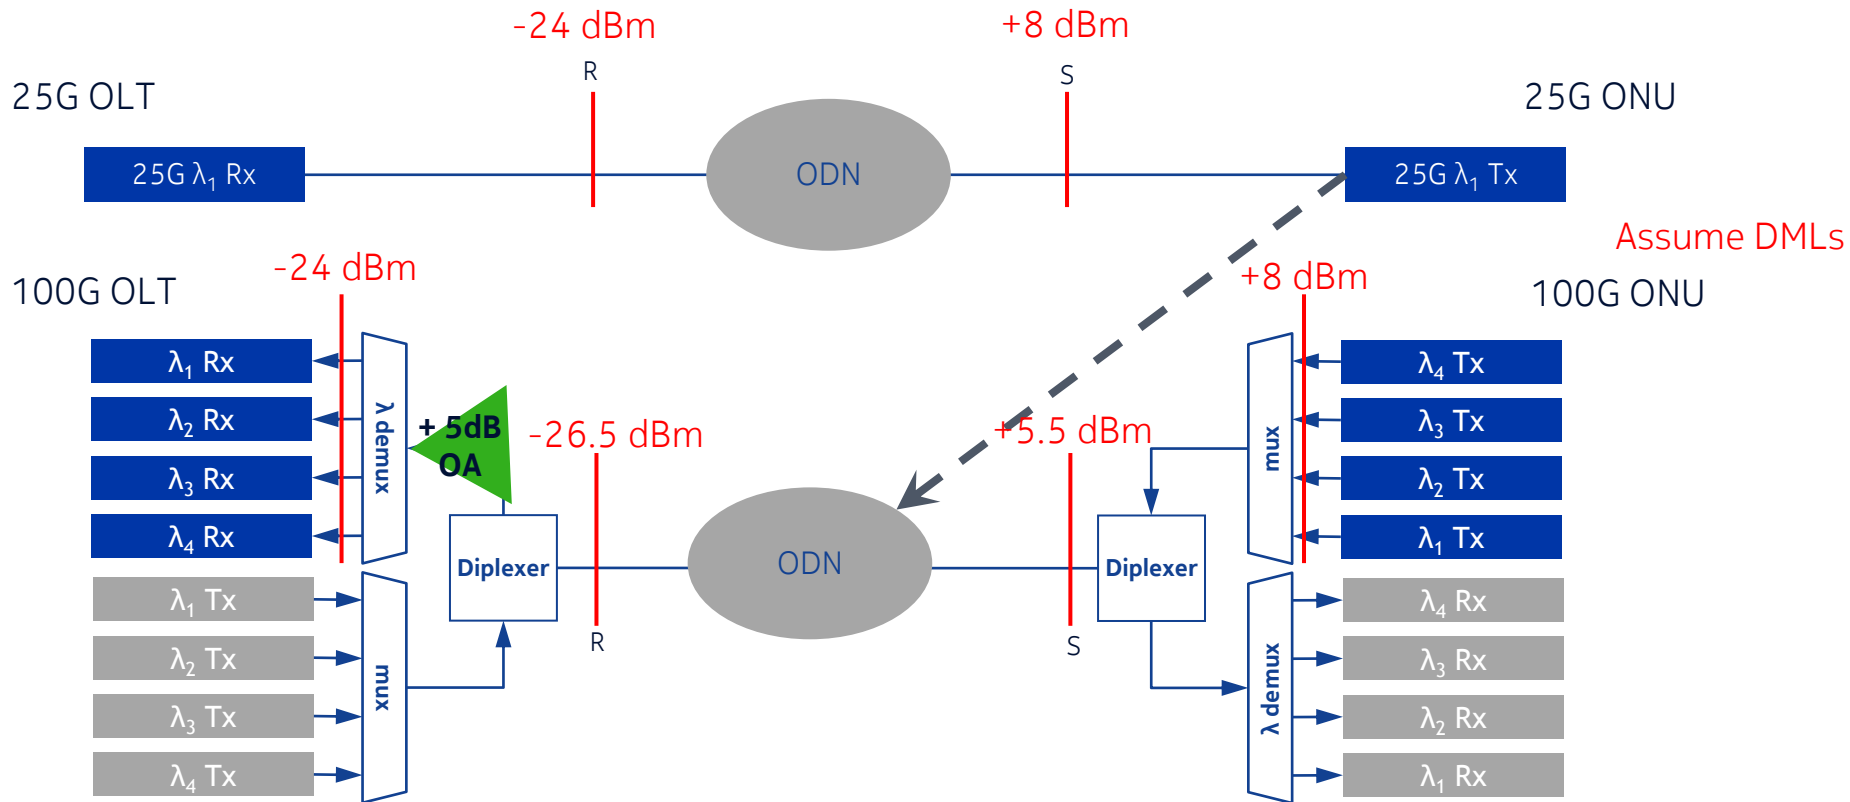 -24 dBm
+8 dBm
R
S
25G OLT
25G ONU
25G λ1 Rx
ODN
25G λ1 Tx
Assume DMLs
-24 dBm
+8 dBm
100G OLT
100G ONU
λ1 Rx
λ2 Rx
λ3 Rx
λ4 Rx
λ demux
+ 5dB
OA
-26.5 dBm
+5.5 dBm
mux
λ4 Tx
λ3 Tx
λ2 Tx
λ1 Tx
Diplexer
ODN
Diplexer
R
S
λ1 Tx
λ2 Tx
λ3 Tx
λ4 Tx
mux
λ demux
λ4 Rx
λ3 Rx
λ2 Rx
λ1 Rx